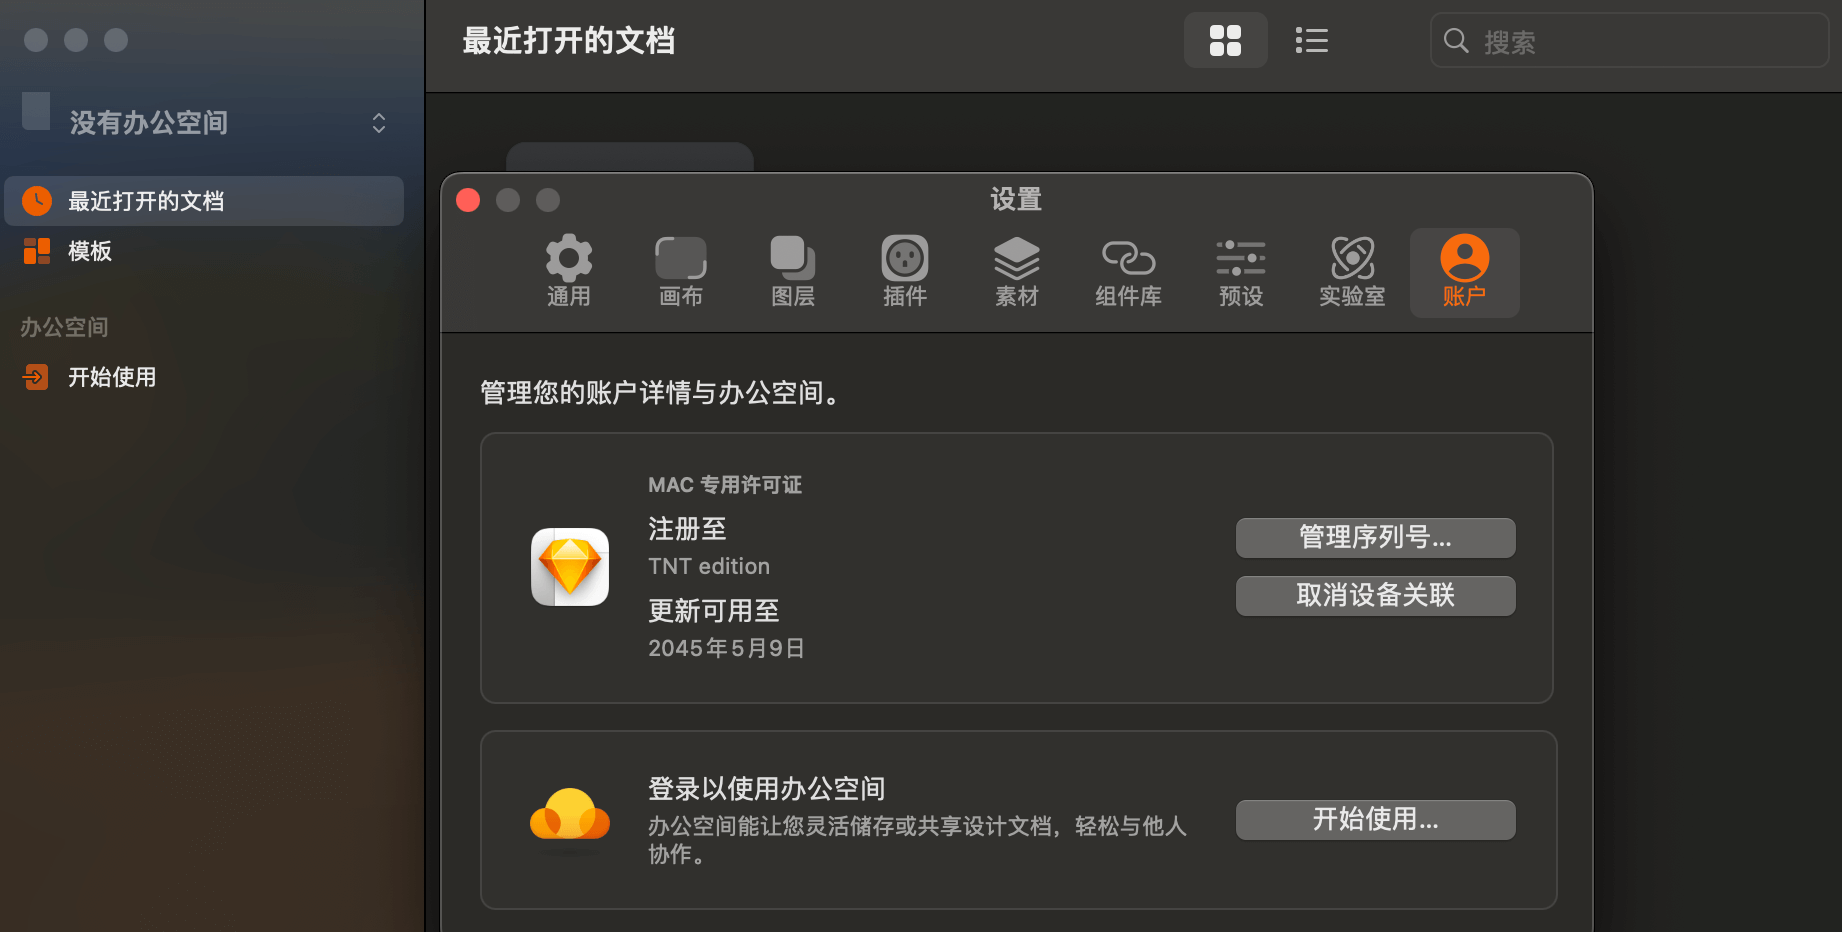 最近打开的文档
搜索
没有办公空间
最近打开的文档
模板
办公空间
开始使用
设置
通用
画布
图层
插件
素材
组件库
预设
实验室
账户
管理您的账户详情与办公空间。
MAC 专用许可证
注册至
TNT edition
更新可用至
2045年5月9日
管理序列号...
取消设备关联
登录以使用办公空间
办公空间能让您灵活储存或共享设计文档，轻松与他人
协作。
开始使用...